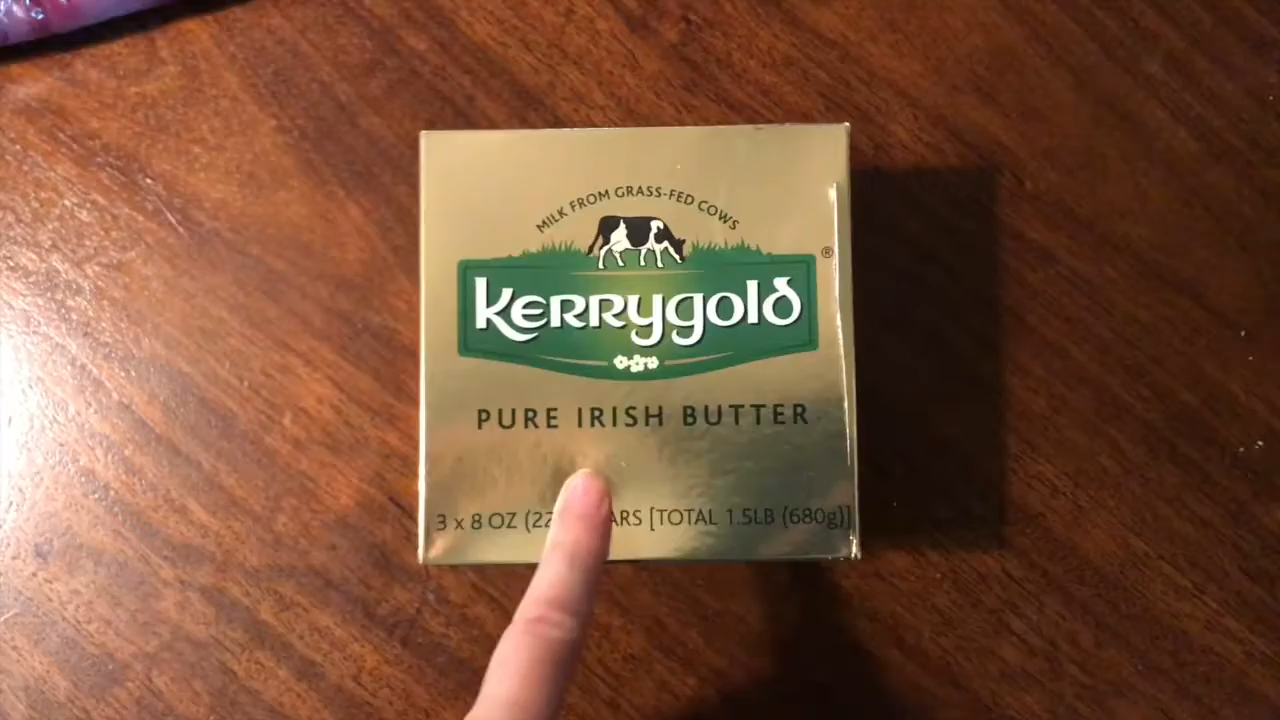 MILK FROM GRASS-FED COWS
Kerrygold ®
PURE IRISH BUTTER
3 x 8 OZ (22 ARS [TOTAL 1.5LB (680g)]